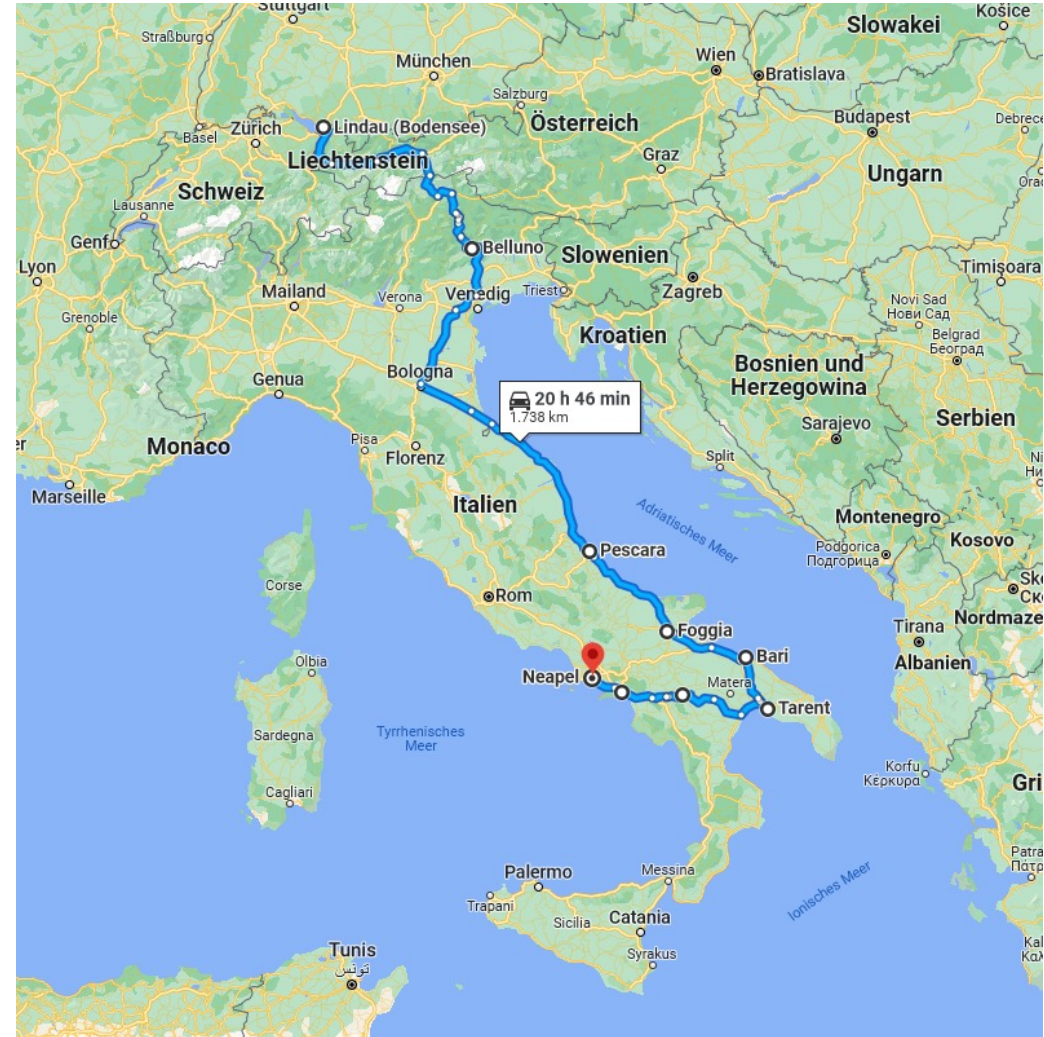 Stuttgart
Košice
Straßburg
Slowakei
München
Wien
Bratislava
Salzburg
Lindau (Bodensee)
Österreich
Budapest
Debrece
Basel
Zürich
Liechtenstein
Graz
Ungarn
Schweiz
Lausanne
Genf
Belluno
Slowenien
Lyon
Timișoara
Mailand
Verona
Venedig
Triest
Zagreb
Novi Sad
Нови Сад
Grenoble
Kroatien
Belgrad
Београд
Bologna
Bosnien und
Herzegowina
Genua
20 h 46 min
1.738 km
Serbien
Monaco
Pisa
Florenz
Sarajevo
Split
Marseille
Italien
Adriatisches Meer
Montenegro
Kosovo
Pescara
Podgorica
Подгорица
Corse
Rom
Nordmaze
Foggia
Tirana
Bari
Albanien
Olbia
Neapel
Matera
Tarent
Sardegna
Tyrrhenisches
Meer
Korfu
Κέρκυρα
Gri
Cagliari
Patra
Palermo
Messina
Ionisches Meer
Trapani
Sicilia
Catania
Syrakus
Tunis
تونس